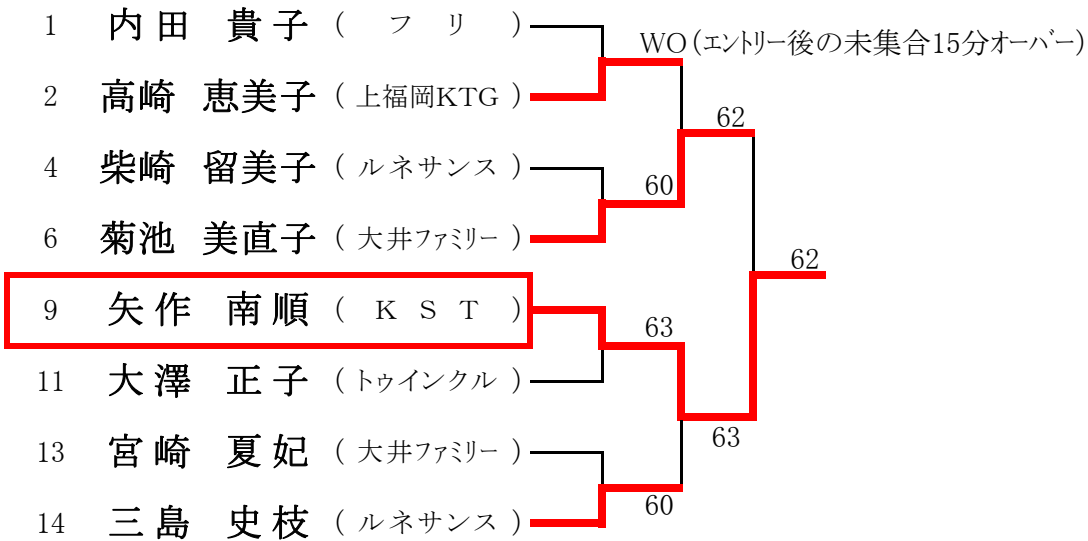 1 内田 貴子 ( フ リ )
WO(エントリー後の未集合15分オーバー)
2 高崎 恵美子 ( 上福岡KTG )
62
4 柴崎 留美子 ( ルネサンス )
60
6 菊池 美直子 ( 大井ファミリー )
62
9 矢作 南順 ( K S T )
63
11 大澤 正子 ( トゥインクル )
63
13 宮崎 夏妃 ( 大井ファミリー )
60
14 三島 史枝 ( ルネサンス )